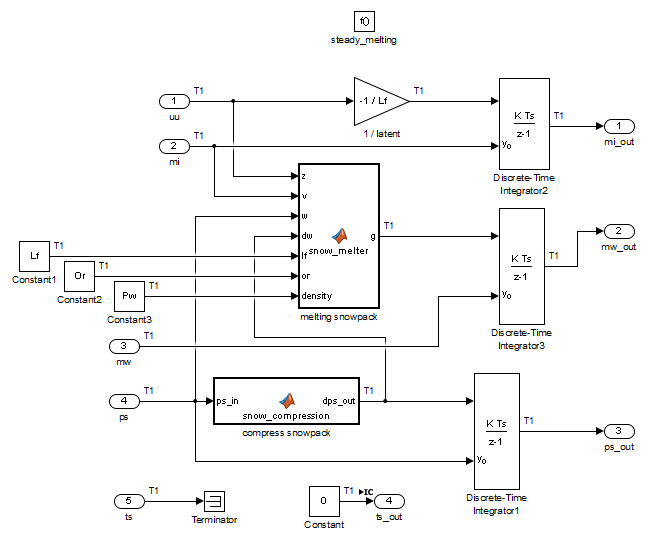 f()
steady_melting
T1
1
uu
-1 / Lf
T1
1 / latent
K Ts
z-1
yo
T1
1
mi_out
Discrete-Time
Integrator2
T1
2
mi
z
v
w
dw
lf
or
density
snow_melter
g
T1
melting snowpack
K Ts
z-1
yo
T1
2
mw_out
Discrete-Time
Integrator3
Lf
T1
Constant1
Or
T1
Constant2
Pw
T1
Constant3
T1
3
mw
T1
4
ps
ps_in
dps_out
snow_compression
T1
compress snowpack
K Ts
z-1
yo
T1
3
ps_out
Discrete-Time
Integrator1
T1
5
ts
Terminator
0
T1
IC
Constant
4
ts_out